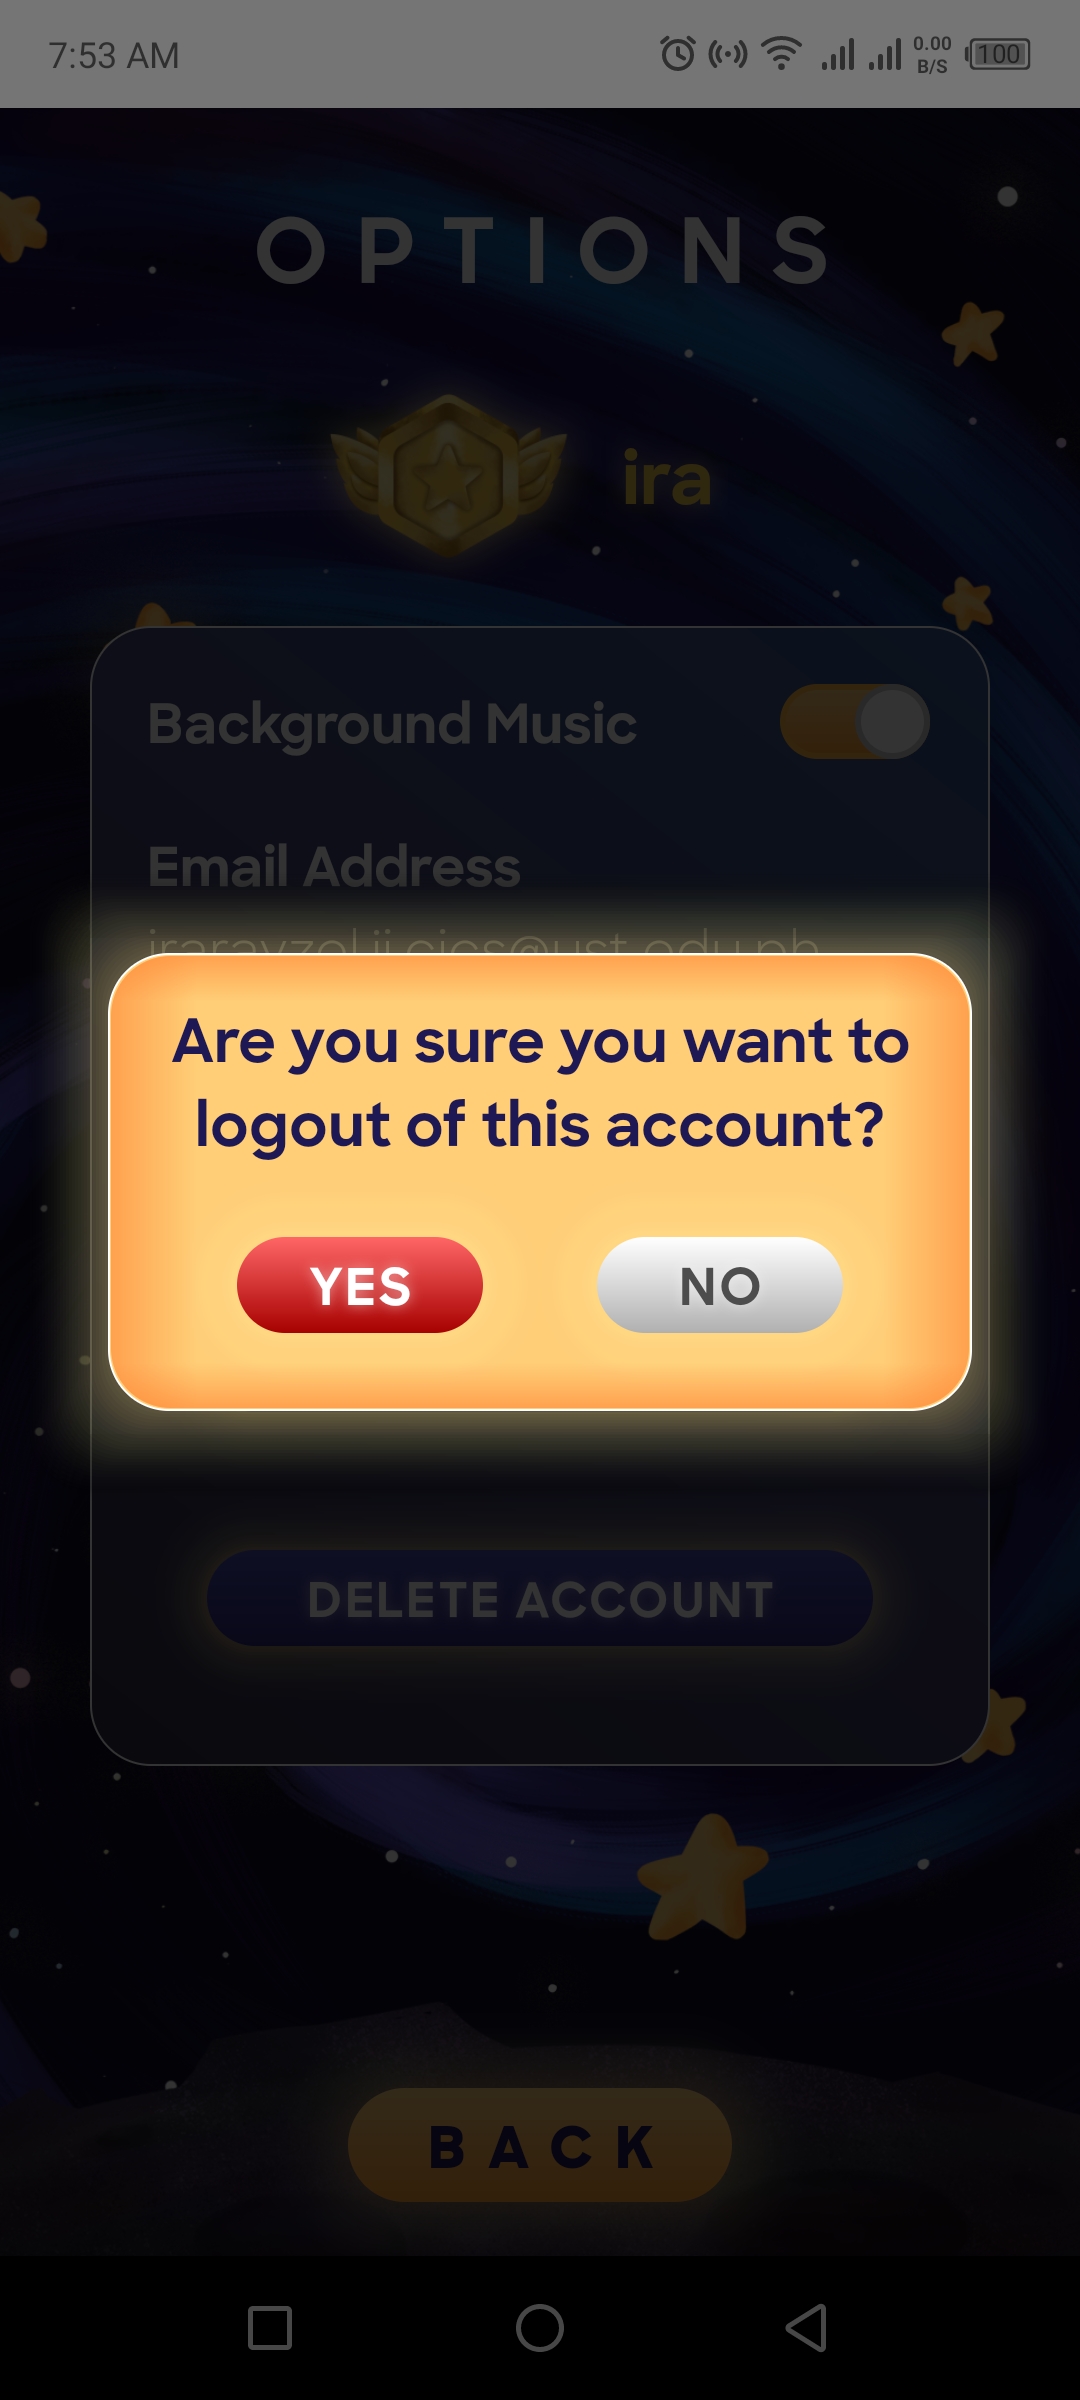 7:53 AM
0.00
B/S
100
OPTIONS
ira
Background Music
Email Address
Are you sure you want to
logout of this account?
YES NO
DELETE ACCOUNT
BACK